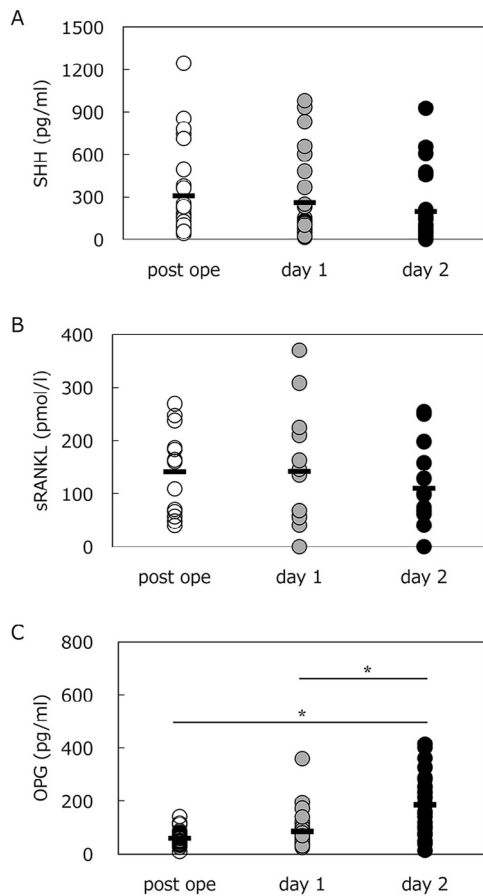 A
1500
1200
900
600
300
0
SHH (pg/ml)
post ope day 1 day 2
B
400
300
200
100
0
sRANKL (pmol/l)
post ope day 1 day 2
C
800
600
400
200
0
OPG (pg/ml)
*
*
post ope day 1 day 2